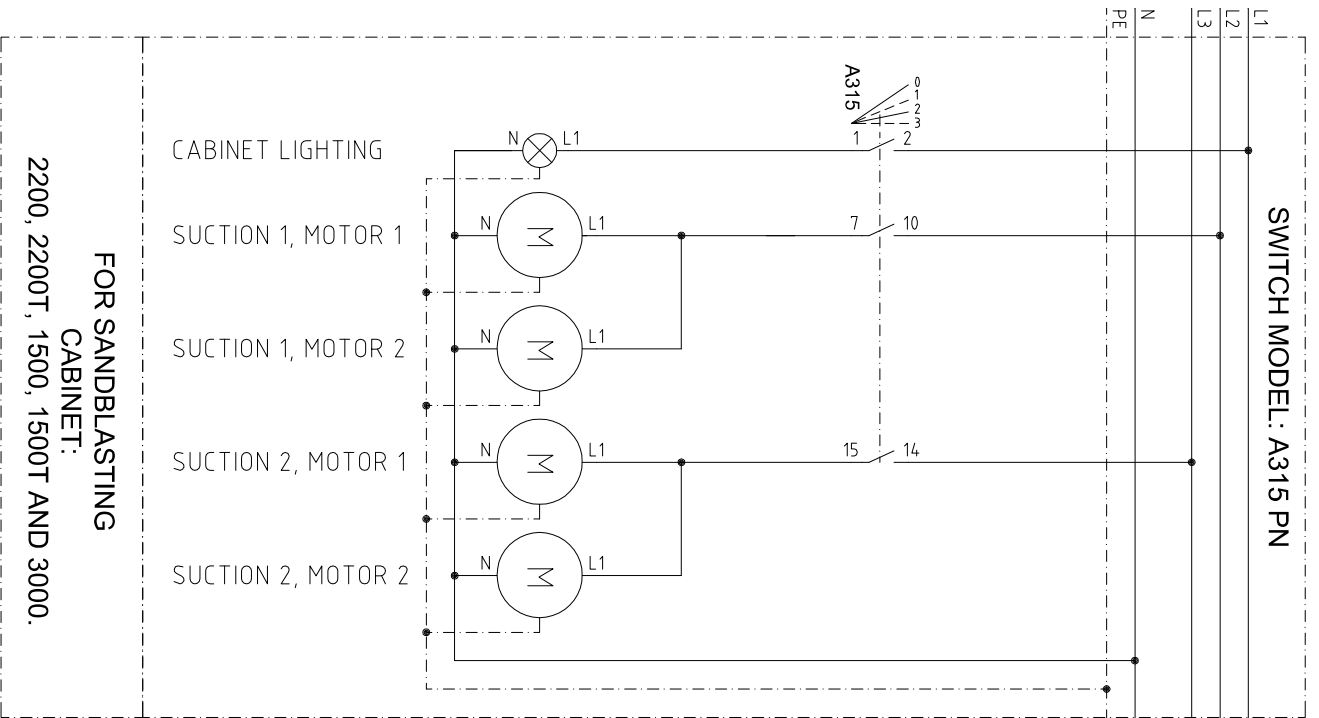 L1
L2
L3
N
PE
SWITCH MODEL: A315 PN
A315
0
1
2
3
CABINET LIGHTING
N
L1
1
2
SUCTION 1, MOTOR 1
N
M
L1
7
10
SUCTION 1, MOTOR 2
N
M
L1
SUCTION 2, MOTOR 1
N
M
L1
15
14
SUCTION 2, MOTOR 2
N
M
L1
FOR SANDBLASTING
CABINET:
2200, 2200T, 1500, 1500T AND 3000.